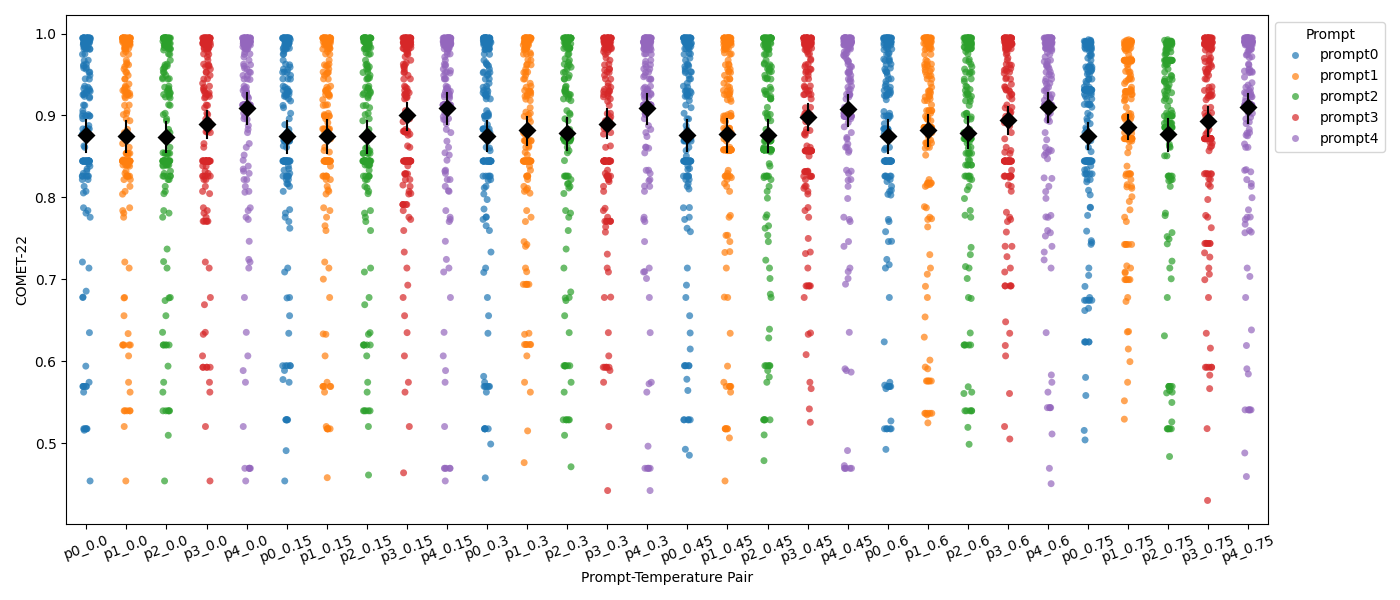 1.0
0.9
0.8
0.7
0.6
0.5
COMET-22
p0_0.0
p1_0.0
p2_0.0
p3_0.0
p4_0.0
p0_0.15
p1_0.15
p2_0.15
p3_0.15
p4_0.15
p0_0.3
p1_0.3
p2_0.3
p3_0.3
p4_0.3
p0_0.45
p1_0.45
p2_0.45
p3_0.45
p4_0.45
p0_0.6
p1_0.6
p2_0.6
p3_0.6
p4_0.6
p0_0.75
p1_0.75
p2_0.75
p3_0.75
p4_0.75
Prompt-Temperature Pair
Prompt
prompt0
prompt1
prompt2
prompt3
prompt4